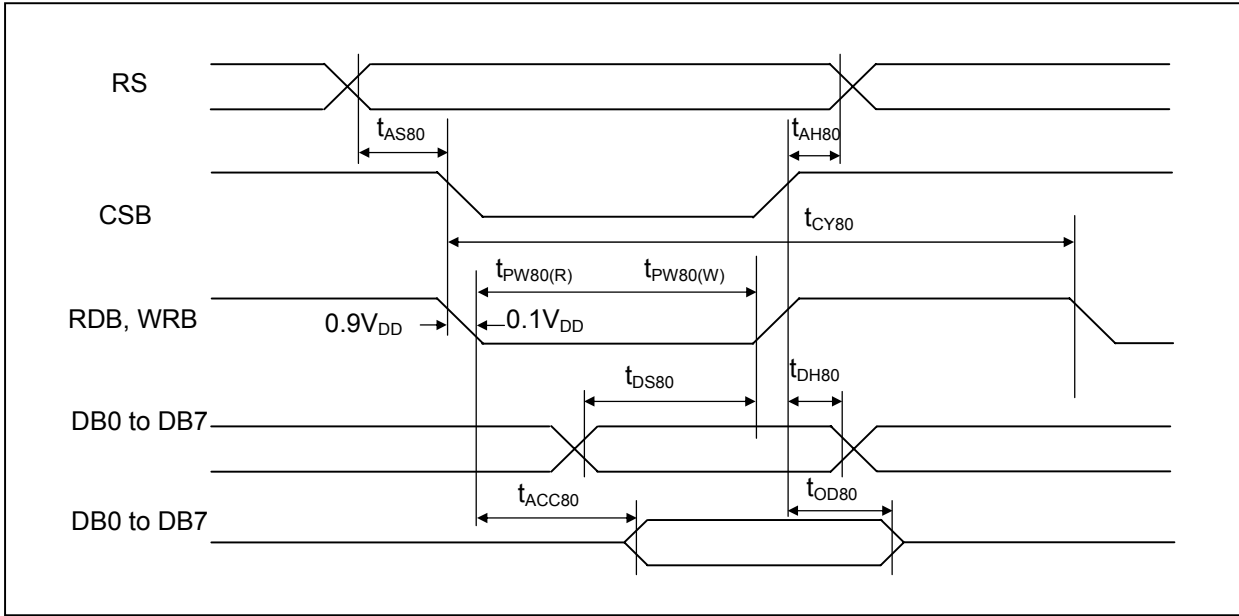 RS
tAS80
tAH80
CSB
tCY80
tPW80(R) tPW80(W)
RDB, WRB
0.9VDD 0.1VDD
tDS80
tDH80
DB0 to DB7
tACC80
tOD80
DB0 to DB7